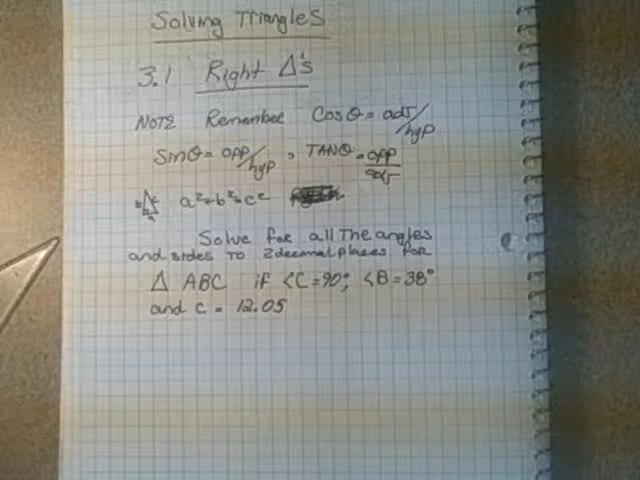 Solving Triangles
3.1 Right Δ's
NOTE Remember Cosθ = adj/hyp
Sinθ = opp/hyp , TANθ = opp/adj
a²+b²=c²
Solve for all The angles
and sides to 2 decimal places for
Δ ABC if <C = 90°, <B = 38°
and c = 12.05